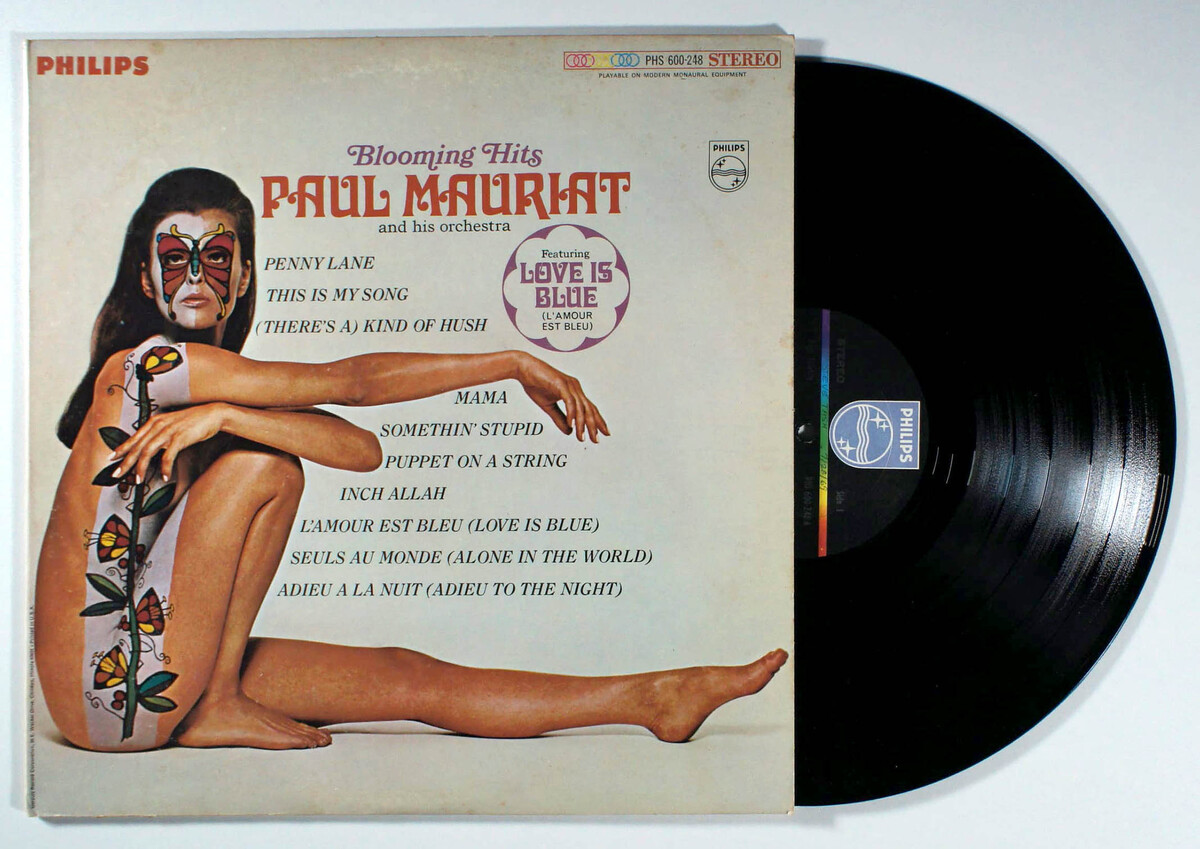 PHILIPS
PHS 600-248 STEREO
PLAYABLE ON MODERN MONAURAL EQUIPMENT
PHILIPS
Blooming Hits
PAUL MAURIAT
and his orchestra
Featuring
LOVE IS
BLUE
(L'AMOUR
EST BLEU)
PENNY LANE
THIS IS MY SONG
(THERE'S A) KIND OF HUSH
MAMA
SOMETHIN' STUPID
PUPPET ON A STRING
INCH ALLAH
L'AMOUR EST BLEU (LOVE IS BLUE)
SEULS AU MONDE (ALONE IN THE WORLD)
ADIEU A LA NUIT (ADIEU TO THE NIGHT)
STEREO
PHILIPS
Side 1